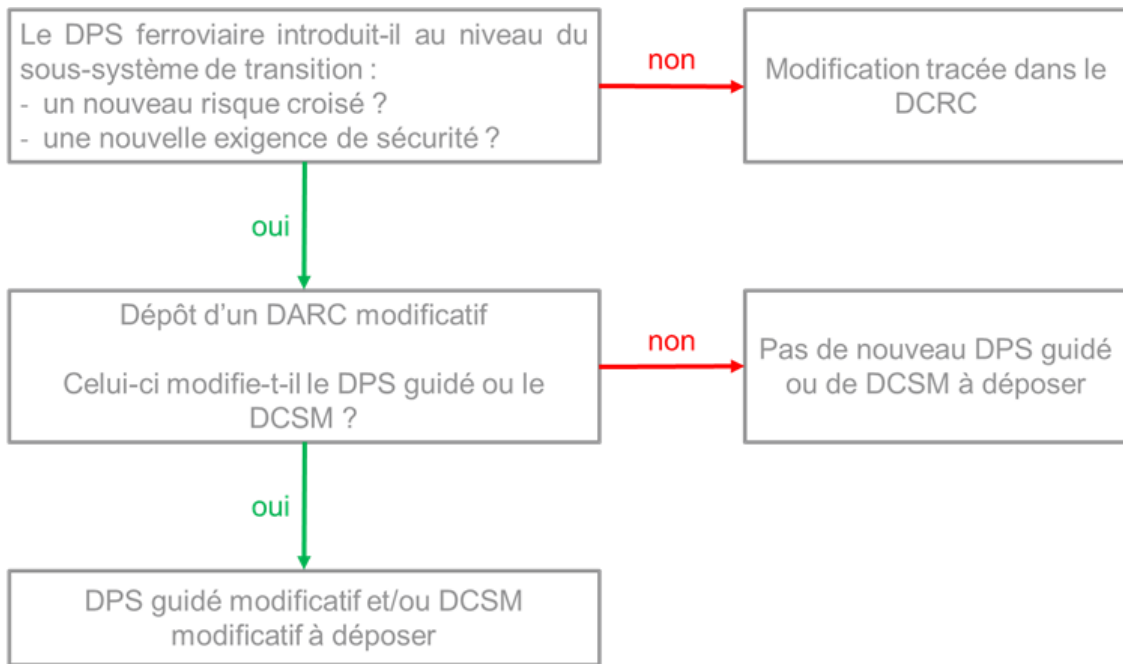 Le DPS ferroviaire introduit-il au niveau du
sous-système de transition :
- un nouveau risque croisé ?
- une nouvelle exigence de sécurité ?
non
Modification tracée dans le
DCRC
oui
Dépôt d'un DARC modificatif
Celui-ci modifie-t-il le DPS guidé ou le
DCSM ?
non
Pas de nouveau DPS guidé
ou de DCSM à déposer
oui
DPS guidé modificatif et/ou DCSM
modificatif à déposer